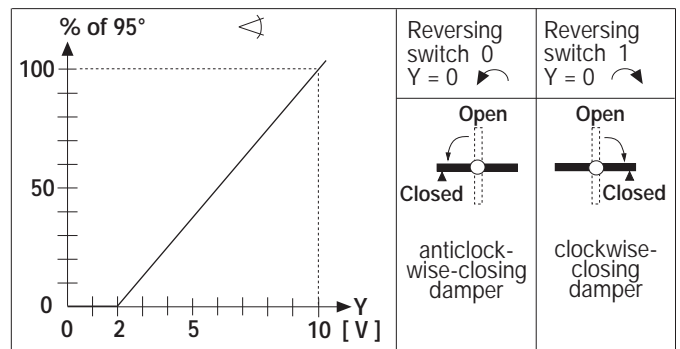 % of 95°
100
50
0
0 2 5 10 [ V ]
Y
Reversing
switch 0
Y = 0
Open
Closed
anticlock-
wise-closing
damper
Reversing
switch 1
Y = 0
Open
Closed
clockwise-
closing
damper